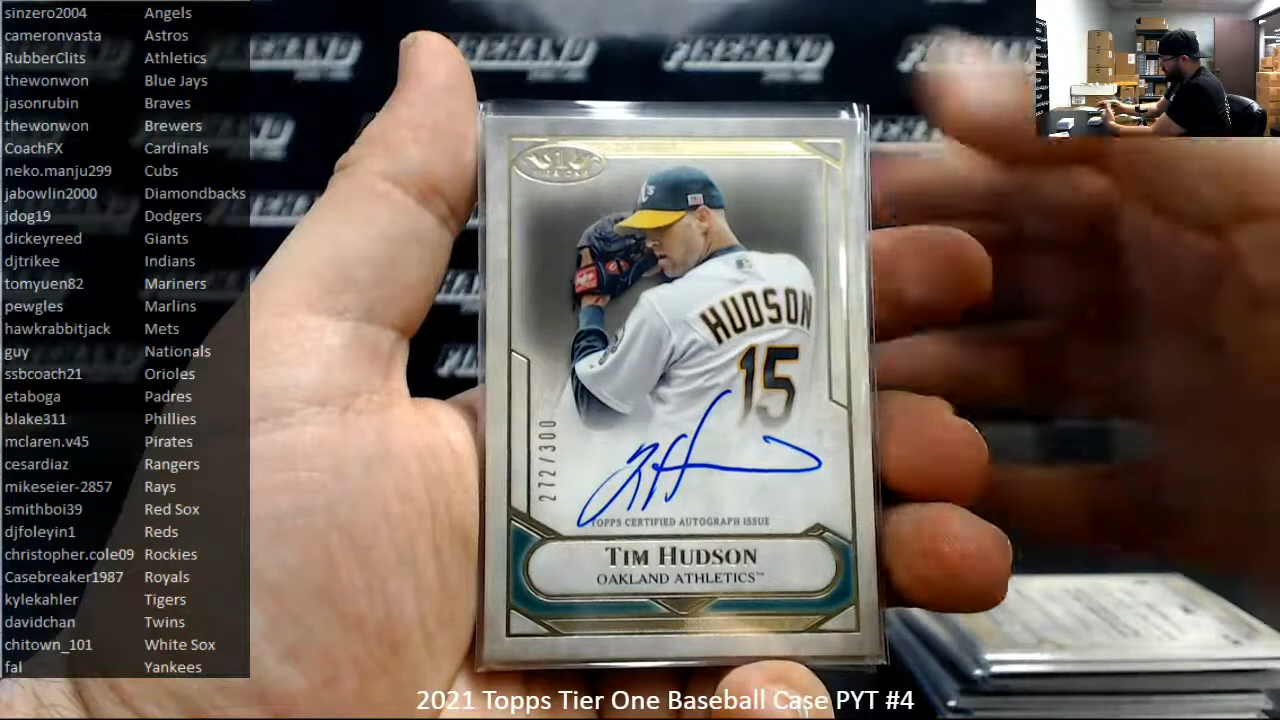 sinzero2004 Angels
cameronvasta Astros
RubberClits Athletics
thewonwon Blue Jays
jasonrubin Braves
thewonwon Brewers
CoachFX Cardinals
neko.manju299 Cubs
jabowlin2000 Diamondbacks
jdog19 Dodgers
dickeyreed Giants
djtrikee Indians
tomyuen82 Mariners
pewgles Marlins
hawkrabbitjack Mets
guy Nationals
ssbcoach21 Orioles
etaboga Padres
blake311 Phillies
mclaren.v45 Pirates
cesardiaz Rangers
mikeseier-2857 Rays
smithboi39 Red Sox
djfoleyin1 Reds
christopher.cole09 Rockies
Casebreaker1987 Royals
kylekahler Tigers
davidchan Twins
chitown_101 White Sox
fal Yankees
FIREHAND FIREHAND FIREHAND
HUDSON
15
272/300
TOPPS CERTIFIED AUTOGRAPH ISSUE
TIM HUDSON
OAKLAND ATHLETICS™
2021 Topps Tier One Baseball Case PYT #4